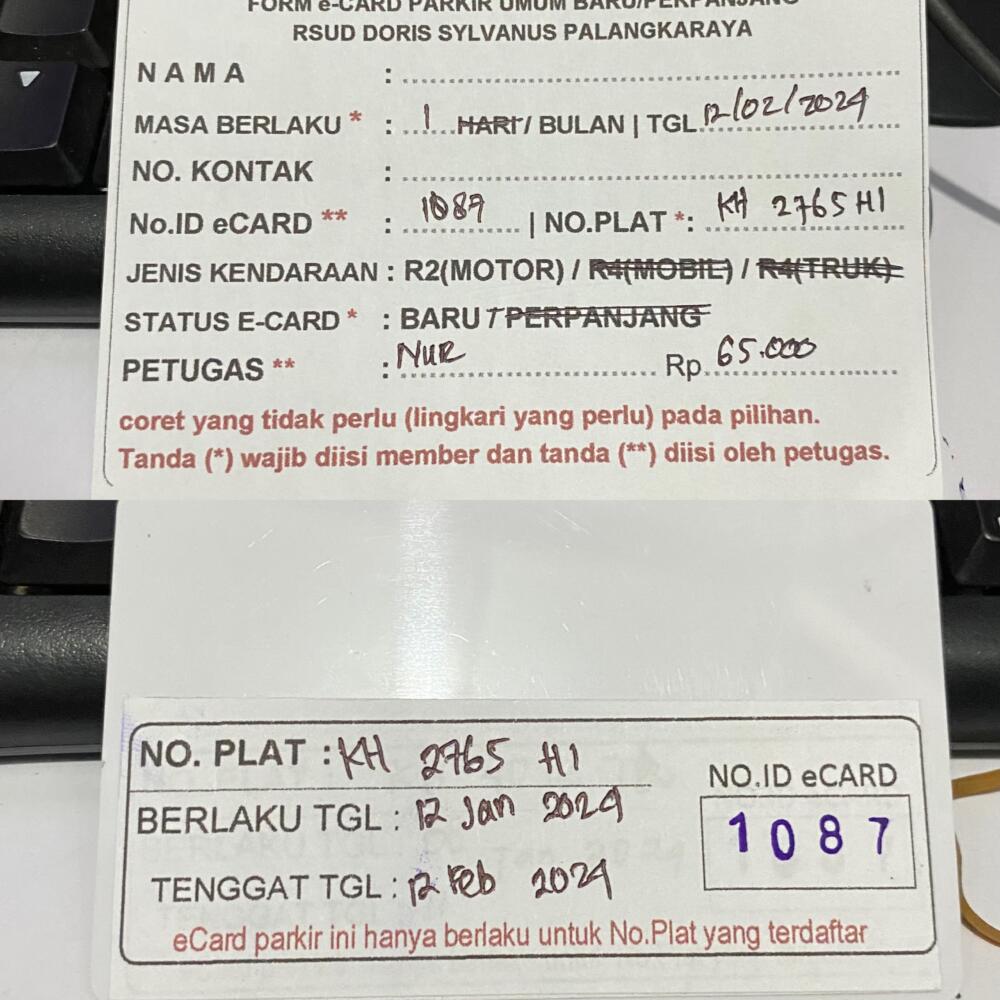 FORM e-CARD PARKIR UMUM BARU/PERPANJANG
RSUD DORIS SYLVANUS PALANGKARAYA
NAMA :
MASA BERLAKU * : 1 HARI / BULAN | TGL 12/02/2024
NO. KONTAK :
No.ID eCARD ** : 1087 | NO.PLAT *: KH 2765 HI
JENIS KENDARAAN : R2(MOTOR) / R4(MOBIL) / R4(TRUK)
STATUS E-CARD * : BARU / PERPANJANG
PETUGAS ** : NUR Rp. 65.000
coret yang tidak perlu (lingkari yang perlu) pada pilihan.
Tanda (*) wajib diisi member dan tanda (**) diisi oleh petugas.
NO. PLAT : KH 2765 HI
BERLAKU TGL : 12 Jan 2024
TENGGAT TGL : 12 Feb 2024
NO.ID eCARD
1087
eCard parkir ini hanya berlaku untuk No.Plat yang terdaftar